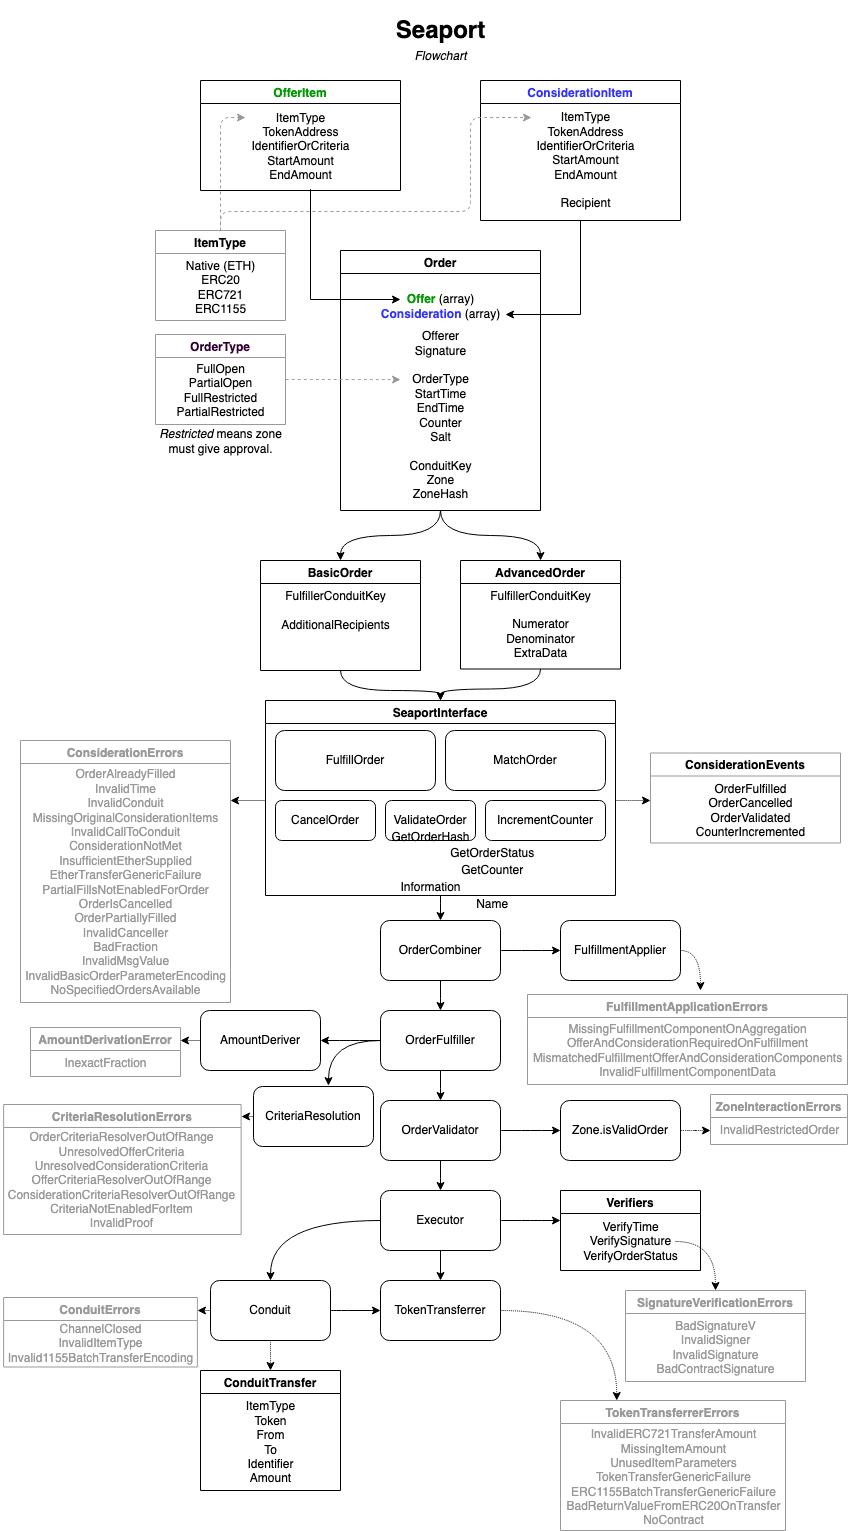 Seaport
Flowchart
OfferItem
ItemType
TokenAddress
IdentifierOrCriteria
StartAmount
EndAmount
ConsiderationItem
ItemType
TokenAddress
IdentifierOrCriteria
StartAmount
EndAmount
Recipient
ItemType
Native (ETH)
ERC20
ERC721
ERC1155
OrderType
FullOpen
PartialOpen
FullRestricted
PartialRestricted
Restricted means zone
must give approval.
Order
Offer (array)
Consideration (array)
Offerer
Signature
OrderType
StartTime
EndTime
Counter
Salt
ConduitKey
Zone
ZoneHash
BasicOrder
FulfillerConduitKey
AdditionalRecipients
AdvancedOrder
FulfillerConduitKey
Numerator
Denominator
ExtraData
SeaportInterface
FulfillOrder
MatchOrder
CancelOrder
ValidateOrder
IncrementCounter
GetOrderHash
GetOrderStatus
GetCounter
Information
Name
ConsiderationErrors
OrderAlreadyFilled
InvalidTime
InvalidConduit
MissingOriginalConsiderationItems
InvalidCallToConduit
ConsiderationNotMet
InsufficientEtherSupplied
EtherTransferGenericFailure
PartialFillsNotEnabledForOrder
OrderIsCancelled
OrderPartiallyFilled
InvalidCanceller
BadFraction
InvalidMsgValue
InvalidBasicOrderParameterEncoding
NoSpecifiedOrdersAvailable
ConsiderationEvents
OrderFulfilled
OrderCancelled
OrderValidated
CounterIncremented
OrderCombiner
FulfillmentApplier
FulfillmentApplicationErrors
MissingFulfillmentComponentOnAggregation
OfferAndConsiderationRequiredOnFulfillment
MismatchedFulfillmentOfferAndConsiderationComponents
InvalidFulfillmentComponentData
AmountDerivationError
InexactFraction
AmountDeriver
OrderFulfiller
CriteriaResolutionErrors
OrderCriteriaResolverOutOfRange
UnresolvedOfferCriteria
UnresolvedConsiderationCriteria
OfferCriteriaResolverOutOfRange
ConsiderationCriteriaResolverOutOfRange
CriteriaNotEnabledForItem
InvalidProof
CriteriaResolution
OrderValidator
Zone.isValidOrder
ZoneInteractionErrors
InvalidRestrictedOrder
Executor
Verifiers
VerifyTime
VerifySignature
VerifyOrderStatus
SignatureVerificationErrors
BadSignatureV
InvalidSigner
InvalidSignature
BadContractSignature
ConduitErrors
ChannelClosed
InvalidItemType
Invalid1155BatchTransferEncoding
Conduit
TokenTransferrer
ConduitTransfer
ItemType
Token
From
To
Identifier
Amount
TokenTransferrerErrors
InvalidERC721TransferAmount
MissingItemAmount
UnusedItemParameters
TokenTransferGenericFailure
ERC1155BatchTransferGenericFailure
BadReturnValueFromERC20OnTransfer
NoContract